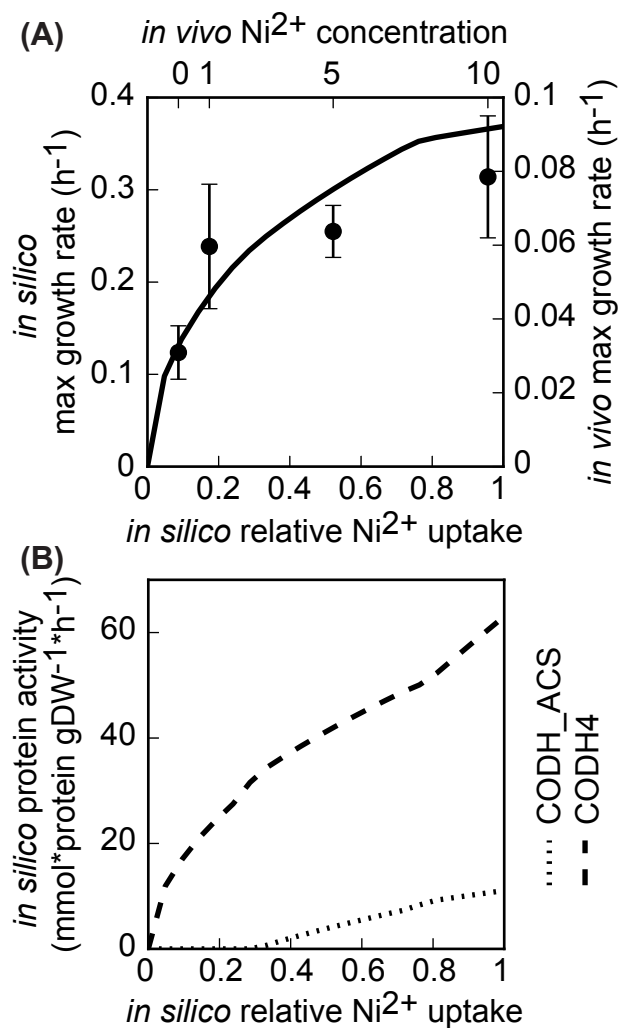 (A)
in vivo Ni2+ concentration
0 1 5 10
0.4 0.1
0.3 0.08
0.06
0.2
0.04
0.1
0.02
0 0
in silico
max growth rate (h-1)
in vivo max growth rate (h-1)
0 0.2 0.4 0.6 0.8 1
in silico relative Ni2+ uptake
(B)
in silico protein activity
(mmol*protein gDW-1*h-1)
60
40
20
0
0 0.2 0.4 0.6 0.8 1
in silico relative Ni2+ uptake
CODH_ACS
CODH4